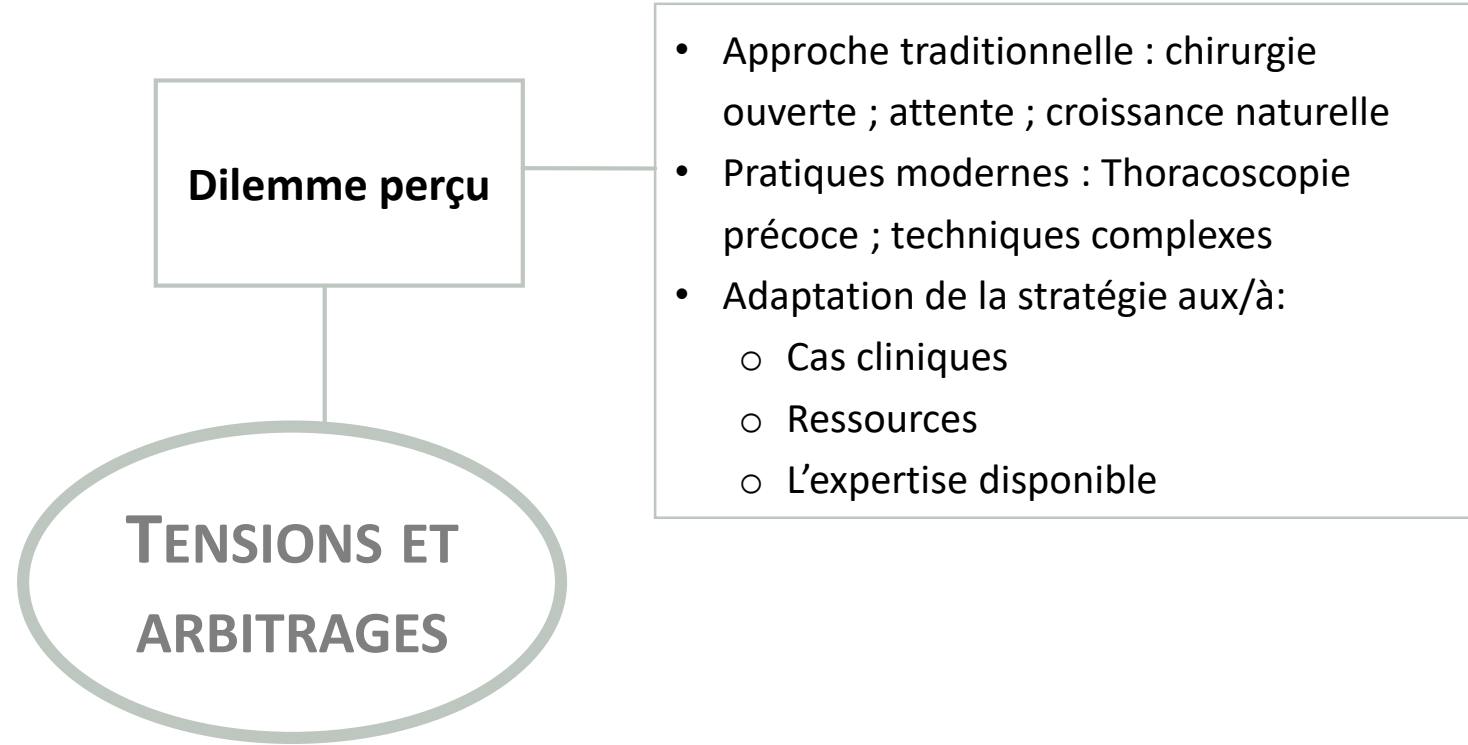 Dilemme perçu
• Approche traditionnelle : chirurgie
ouverte ; attente ; croissance naturelle
• Pratiques modernes : Thoracoscopie
précoce ; techniques complexes
• Adaptation de la stratégie aux/à:
o Cas cliniques
o Ressources
o L’expertise disponible
TENSIONS ET
ARBITRAGES